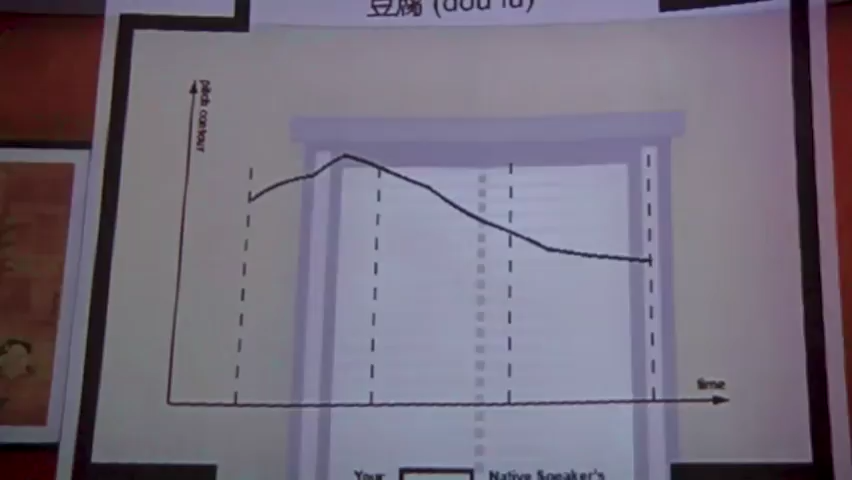 豆腐 (dou fu)
pitch contour
time
Your
Native Speaker's